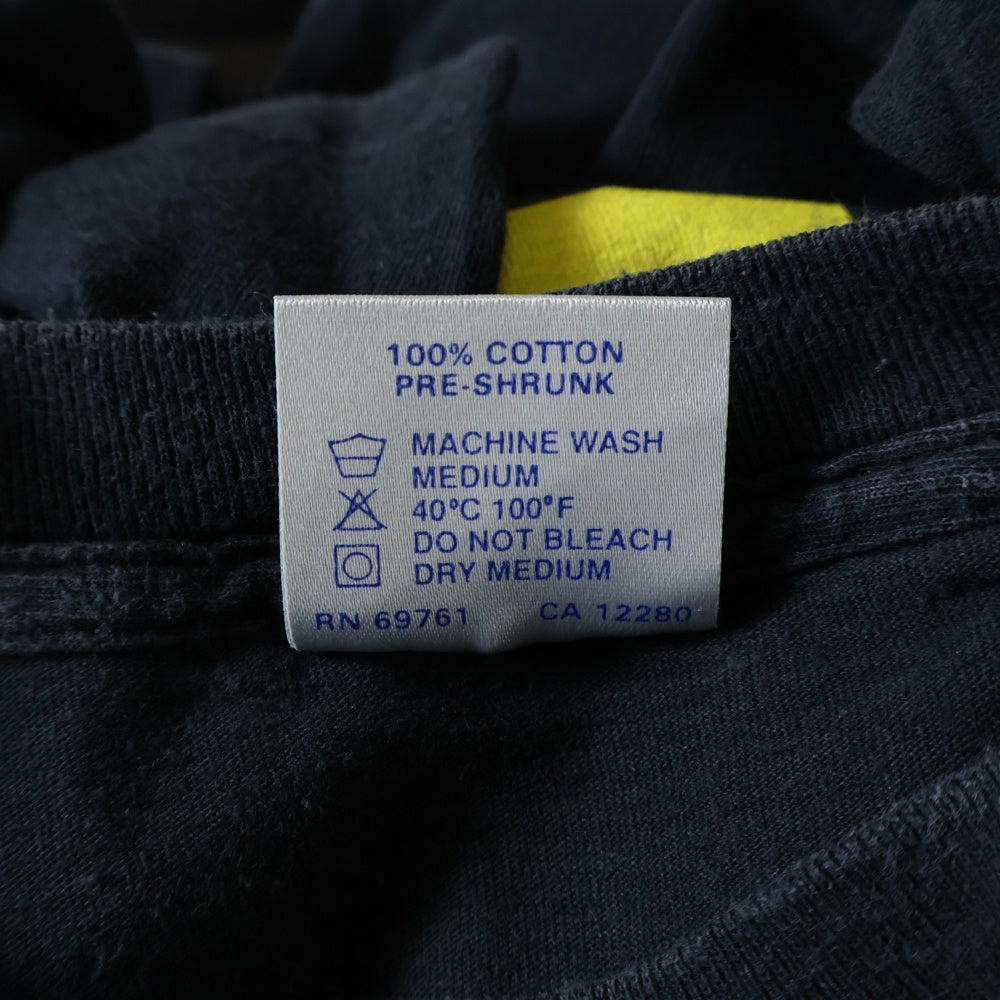 100% COTTON
PRE-SHRUNK
MACHINE WASH
MEDIUM
40°C 100°F
DO NOT BLEACH
DRY MEDIUM
RN 69761 CA 12280